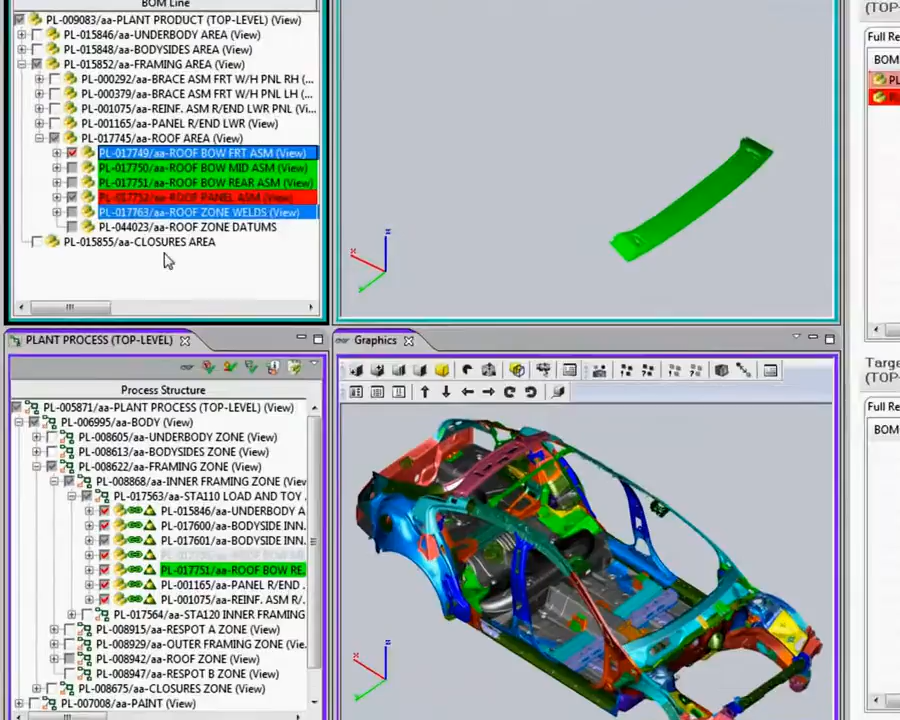 BOM Line
PL-009083/aa-PLANT PRODUCT (TOP-LEVEL) (View)
PL-015846/aa-UNDERBODY AREA (View)
PL-015848/aa-BODYSIDES AREA (View)
PL-015852/aa-FRAMING AREA (View)
PL-000292/aa-BRACE ASM FRT W/H PNL RH (...
PL-000379/aa-BRACE ASM FRT W/H PNL LH (...
PL-001075/aa-REINF. ASM R/END LWR PNL (Vi...
PL-001165/aa-PANEL R/END LWR (View)
PL-017745/aa-ROOF AREA (View)
PL-017749/aa-ROOF BOW FRT ASM (View)
PL-017750/aa-ROOF BOW MID ASM (View)
PL-017751/aa-ROOF BOW REAR ASM (View)
PL-017752/aa-ROOF PANEL ASM (View)
PL-017763/aa-ROOF ZONE WELDS (View)
PL-044023/aa-ROOF ZONE DATUMS
PL-015855/aa-CLOSURES AREA
X
Z
(TOP-
Full Re
BOM
PL
PLANT PROCESS (TOP-LEVEL)
Process Structure
PL-005871/aa-PLANT PROCESS (TOP-LEVEL) (View)
PL-006995/aa-BODY (View)
PL-008605/aa-UNDERBODY ZONE (View)
PL-008613/aa-BODYSIDES ZONE (View)
PL-008622/aa-FRAMING ZONE (View)
PL-008868/aa-INNER FRAMING ZONE (View
PL-017563/aa-STA110 LOAD AND TOY ...
PL-015846/aa-UNDERBODY A
PL-017600/aa-BODYSIDE INN.
PL-017601/aa-BODYSIDE INN.
PL-017751/aa-ROOF BOW RE.
PL-001165/aa-PANEL R/END ..
PL-001075/aa-REINF. ASM R/.
PL-017564/aa-STA120 INNER FRAMING
PL-008915/aa-RESPOT A ZONE (View)
PL-008929/aa-OUTER FRAMING ZONE (Vie.
PL-008942/aa-ROOF ZONE (View)
PL-008947/aa-RESPOT B ZONE (View)
PL-008675/aa-CLOSURES ZONE (View)
PL-007008/aa-PAINT (View)
Graphics
X
Z
Targe
(TOP-
Full Re
BOM